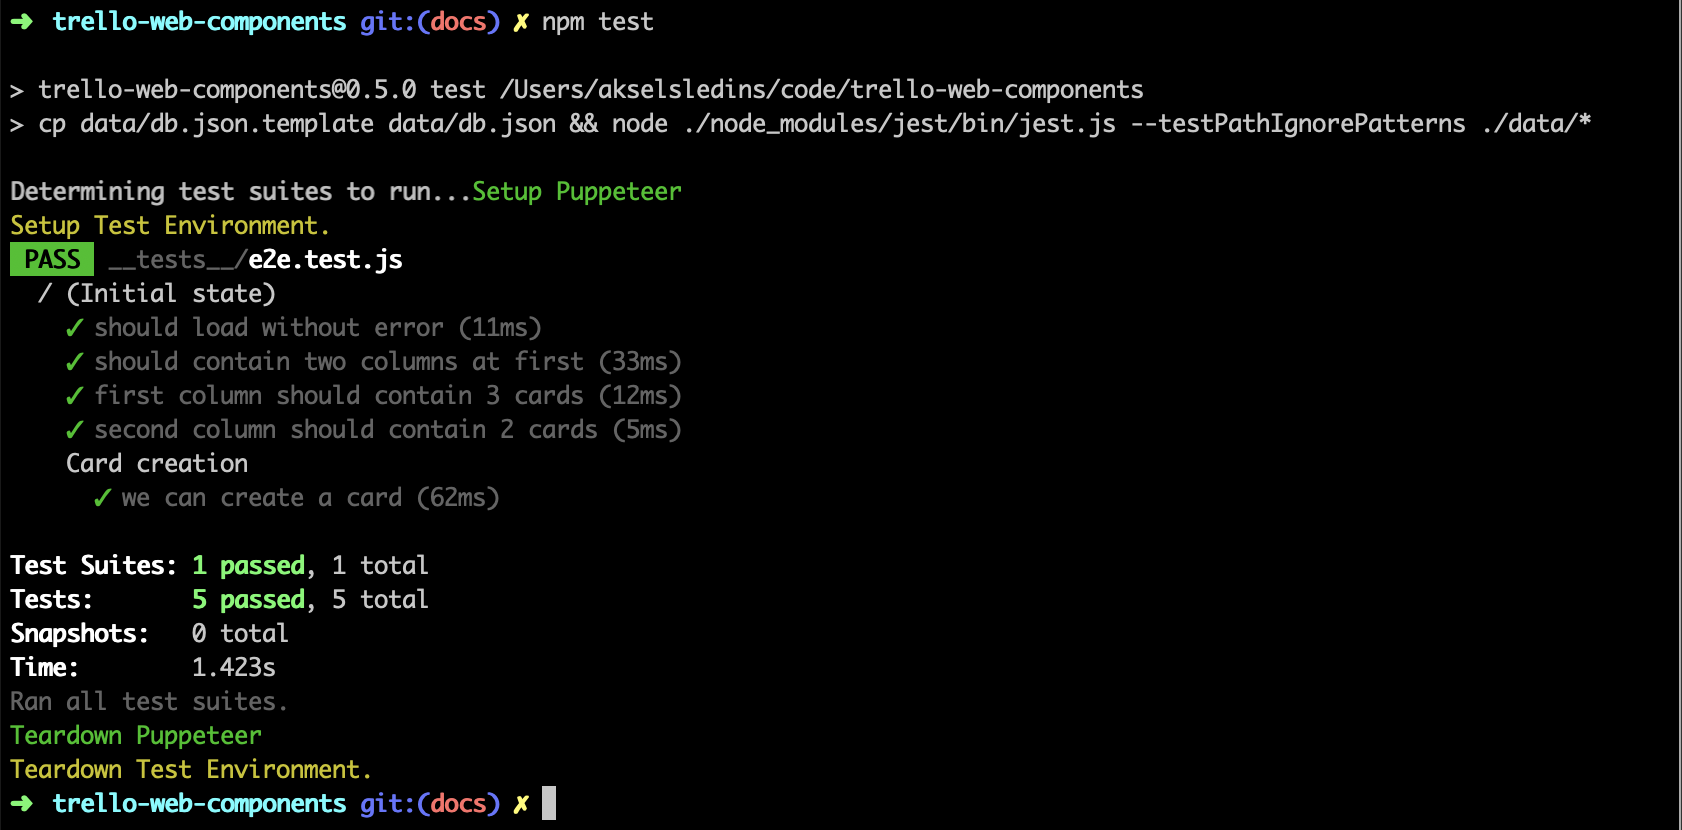 ➜ trello-web-components git:(docs) ✗ npm test
> trello-web-components@0.5.0 test /Users/akselsledins/code/trello-web-components
> cp data/db.json.template data/db.json && node ./node_modules/jest/bin/jest.js --testPathIgnorePatterns ./data/*
Determining test suites to run...Setup Puppeteer
Setup Test Environment.
PASS __tests__/e2e.test.js
/ (Initial state)
✓ should load without error (11ms)
✓ should contain two columns at first (33ms)
✓ first column should contain 3 cards (12ms)
✓ second column should contain 2 cards (5ms)
Card creation
✓ we can create a card (62ms)
Test Suites: 1 passed, 1 total
Tests: 5 passed, 5 total
Snapshots: 0 total
Time: 1.423s
Ran all test suites.
Teardown Puppeteer
Teardown Test Environment.
➜ trello-web-components git:(docs) ✗